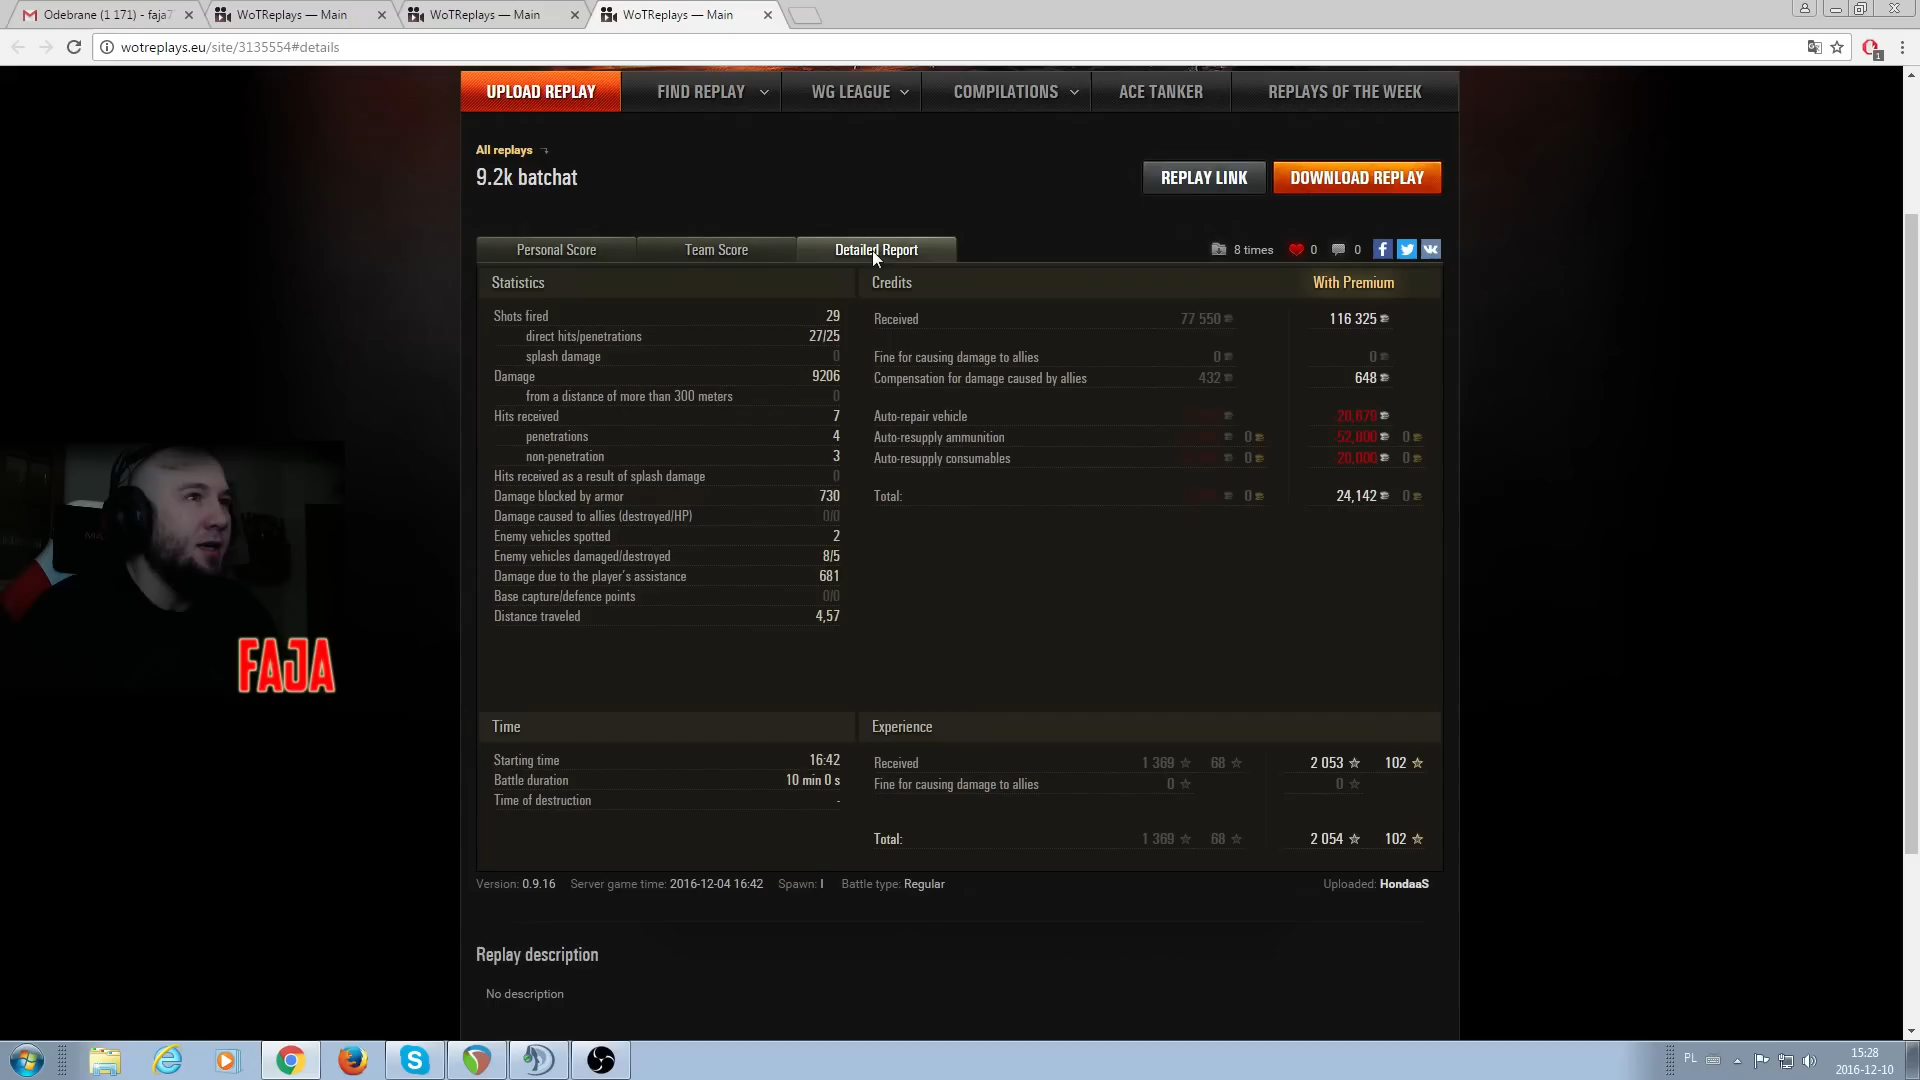 Odebrane (1 171) - faja7
WoTReplays — Main
WoTReplays — Main
WoTReplays — Main
wotreplays.eu/site/3135554#details
UPLOAD REPLAY
FIND REPLAY
WG LEAGUE
COMPILATIONS
ACE TANKER
REPLAYS OF THE WEEK
All replays
9.2k batchat
REPLAY LINK
DOWNLOAD REPLAY
Personal Score
Team Score
Detailed Report
8 times
0
0
Statistics
Shots fired 29
direct hits/penetrations 27/25
splash damage 0
Damage 9206
from a distance of more than 300 meters 0
Hits received 7
penetrations 4
non-penetration 3
Hits received as a result of splash damage 0
Damage blocked by armor 730
Damage caused to allies (destroyed/HP) 0/0
Enemy vehicles spotted 2
Enemy vehicles damaged/destroyed 8/5
Damage due to the player's assistance 681
Base capture/defence points 0/0
Distance traveled 4,57
Credits With Premium
Received 77 550 116 325
Fine for causing damage to allies 0 0
Compensation for damage caused by allies 432 648
Auto-repair vehicle 20,670
Auto-resupply ammunition 0 52,000 0
Auto-resupply consumables 0 20,000 0
Total: 0 24,142 0
FAJA
Time
Starting time 16:42
Battle duration 10 min 0 s
Time of destruction -
Experience
Received 1 369 68 2 053 102
Fine for causing damage to allies 0 0
Total: 1 369 68 2 054 102
Version: 0.9.16 Server game time: 2016-12-04 16:42 Spawn: I Battle type: Regular
Uploaded: HondaaS
Replay description
No description
PL
15:28
2016-12-10